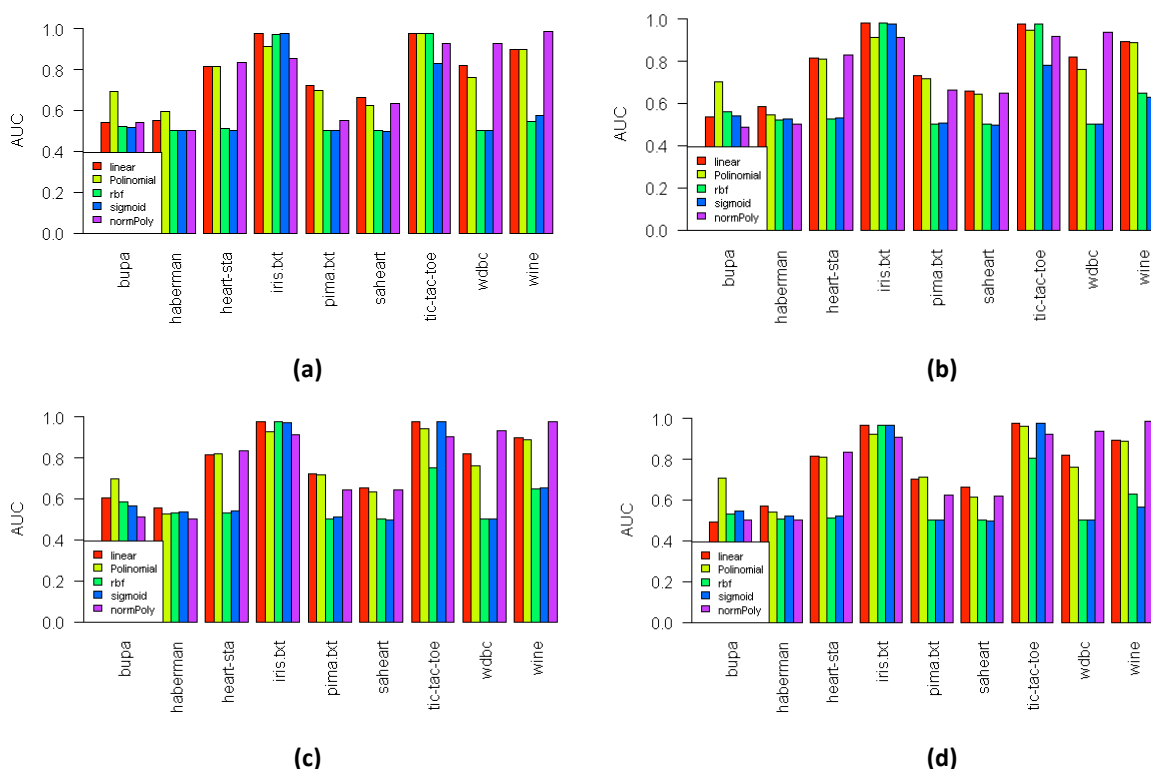 1.0
0.8
0.6
0.4
0.2
0.0
AUC
linear
Polinomial
rbf
sigmoid
normPoly
bupa
haberman
heart-sta
iris.txt
pima.txt
saheart
tic-tac-toe
wdbc
wine
(a)
1.0
0.8
0.6
0.4
0.2
0.0
AUC
linear
Polinomial
rbf
sigmoid
normPoly
bupa
haberman
heart-sta
iris.txt
pima.txt
saheart
tic-tac-toe
wdbc
wine
(b)
1.0
0.8
0.6
0.4
0.2
0.0
AUC
linear
Polinomial
rbf
sigmoid
normPoly
bupa
haberman
heart-sta
iris.txt
pima.txt
saheart
tic-tac-toe
wdbc
wine
(c)
1.0
0.8
0.6
0.4
0.2
0.0
AUC
linear
Polinomial
rbf
sigmoid
normPoly
bupa
haberman
heart-sta
iris.txt
pima.txt
saheart
tic-tac-toe
wdbc
wine
(d)